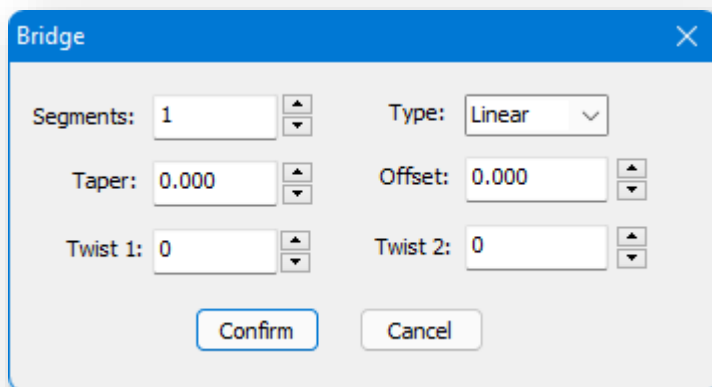 Bridge
Segments: 1 Type: Linear
Taper: 0.000 Offset: 0.000
Twist 1: 0 Twist 2: 0
Confirm Cancel